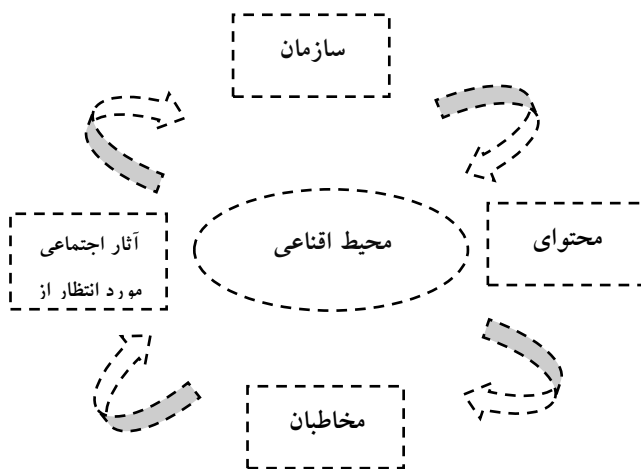 سازمان
محتوای
محیط اقناعی
آثار اجتماعی
مورد انتظار از
مخاطبان